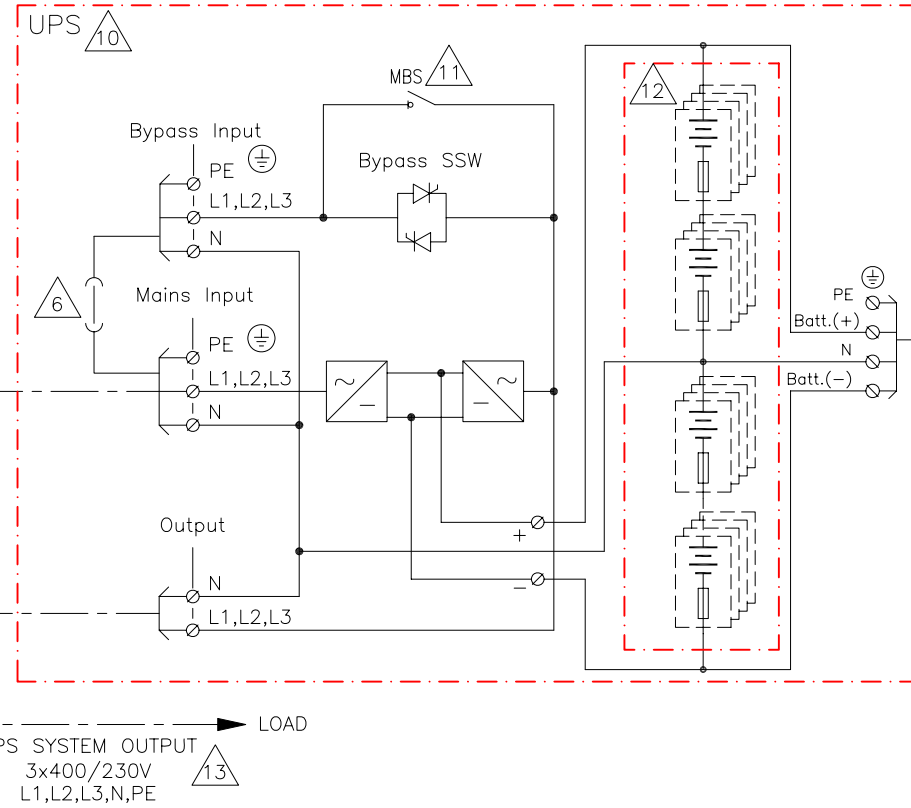 UPS
10
MBS
11
12
Bypass Input
PE
Bypass SSW
L1,L2,L3
N
6
Mains Input
PE
L1,L2,L3
N
PE
Batt.(+)
N
Batt.(-)
~
-
~
-
Output
+
-
N
L1,L2,L3
LOAD
PS SYSTEM OUTPUT
13
3x400/230V
L1,L2,L3,N,PE